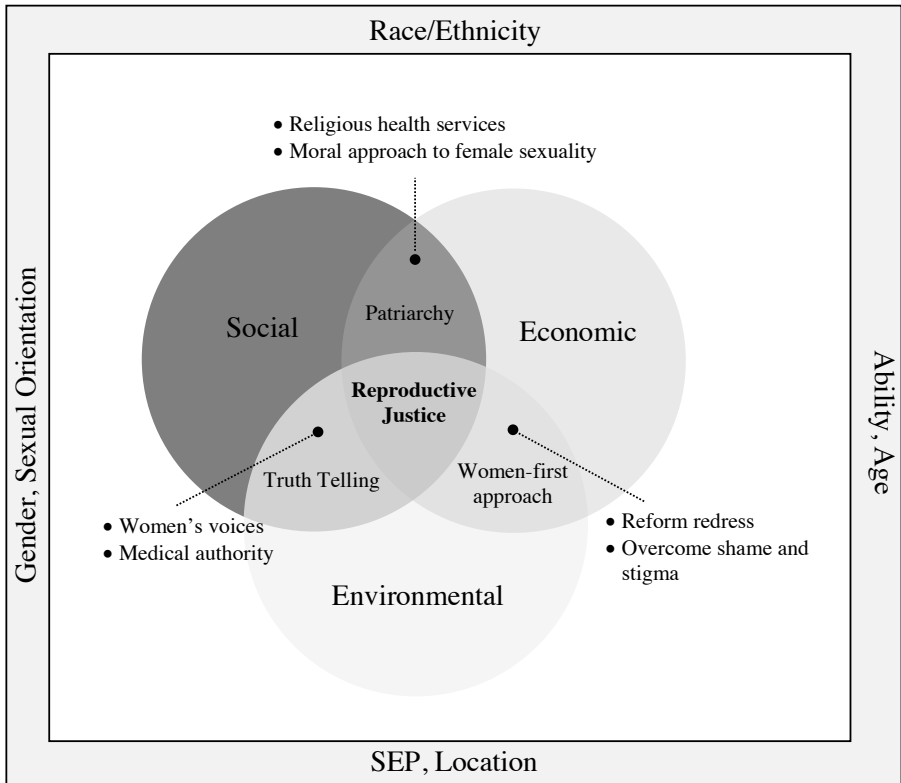 Race/Ethnicity
• Religious health services
• Moral approach to female sexuality
Gender, Sexual Orientation
Social
Patriarchy
Economic
Ability, Age
Reproductive
Justice
Truth Telling
Women-first
approach
• Women’s voices
• Medical authority
• Reform redress
• Overcome shame and
stigma
Environmental
SEP, Location